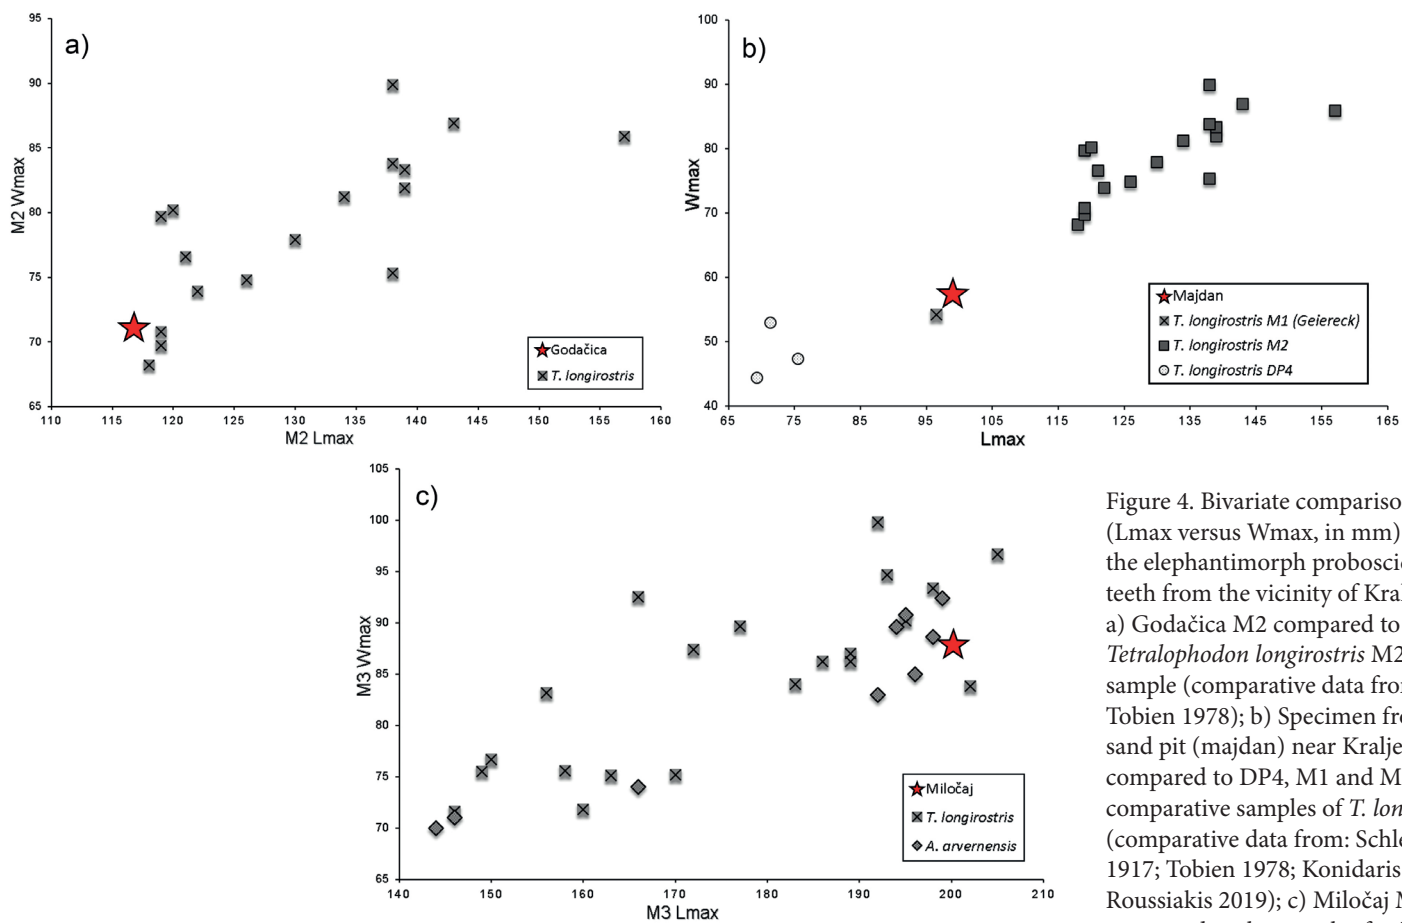 a)
95
90
85
80
75
70
65
M2 Wmax
110 115 120 125 130 135 140 145 150 155 160
M2 Lmax
Godačica
T. longirostris
b)
100
90
80
70
60
50
40
Wmax
65 75 85 95 105 115 125 135 145 155 165
Lmax
Majdan
T. longirostris M1 (Geiereck)
T. longirostris M2
T. longirostris DP4
c)
105
100
95
90
85
80
75
70
65
M3 Wmax
140 150 160 170 180 190 200 210
M3 Lmax
Miločaj
T. longirostris
A. arvernensis
Figure 4. Bivariate compariso
(Lmax versus Wmax, in mm)
the elephantimorph proboscie
teeth from the vicinity of Kral
a) Godačica M2 compared to
Tetralophodon longirostris M2
sample (comparative data from
Tobien 1978); b) Specimen fro
sand pit (majdan) near Kralje
compared to DP4, M1 and M
comparative samples of T. lon
(comparative data from: Schle
1917; Tobien 1978; Konidaris
Roussiakis 2019); c) Miločaj M